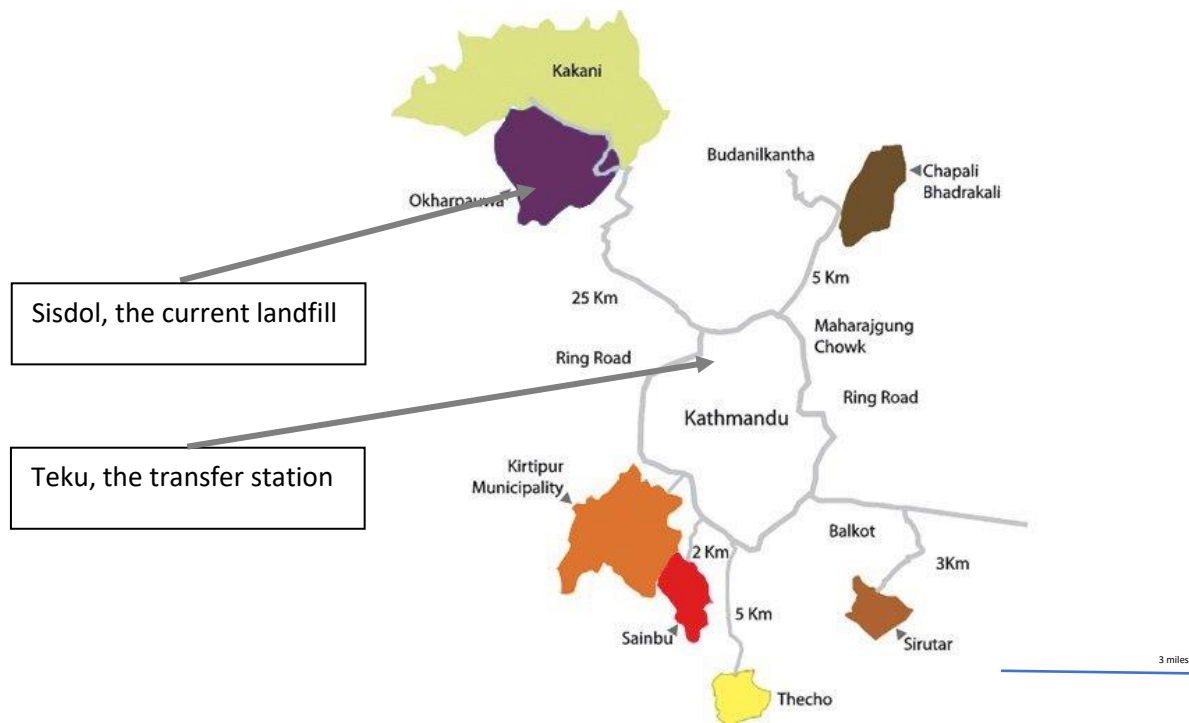 Kakani
Budanilkantha
Chapali
Bhadrakali
Okharpauwa
Sisdol, the current landfill
25 Km
5 Km
Maharajgung
Chowk
Ring Road
Ring Road
Kathmandu
Teku, the transfer station
Kirtipur
Municipality
Balkot
2 Km
3Km
5 Km
Sainbu
Sirutar
3 miles
Thecho